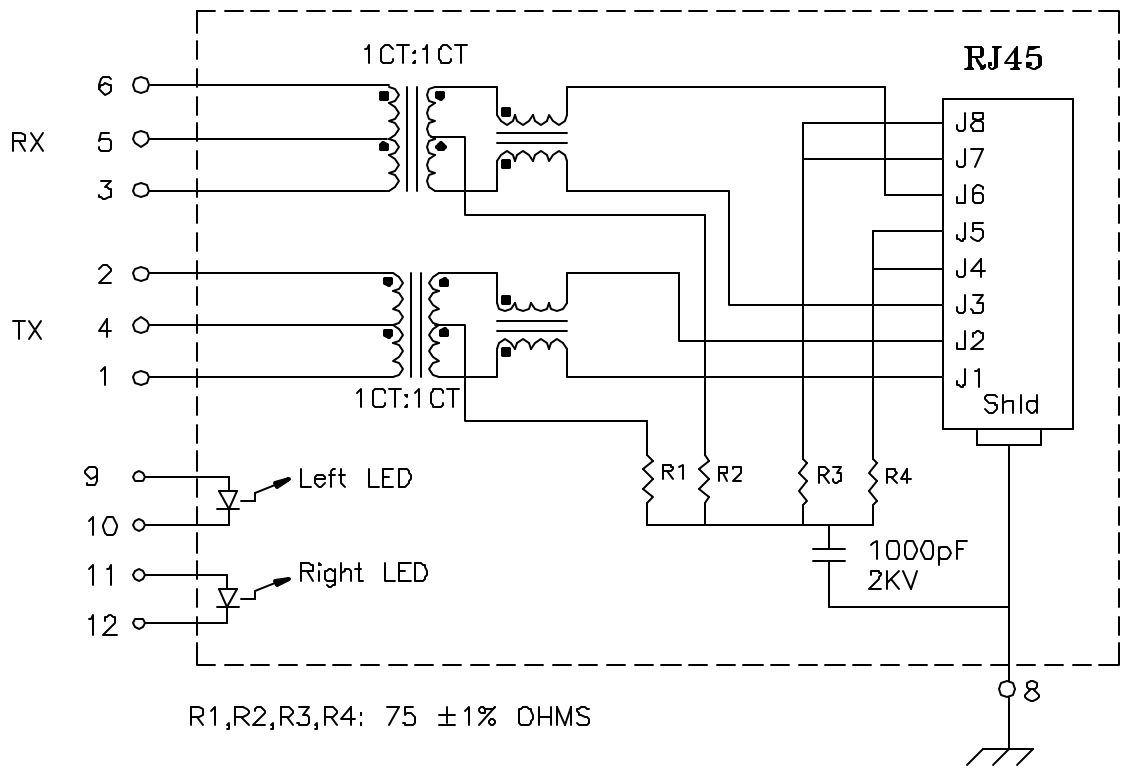 1CT:1CT
RJ45
6
RX
5
3
J8
J7
J6
J5
J4
J3
J2
J1
Shld
2
TX
4
1
1CT:1CT
9
Left LED
10
R1
R2
R3
R4
11
Right LED
12
1000pF
2KV
8
R1,R2,R3,R4: 75 ±1% OHMS